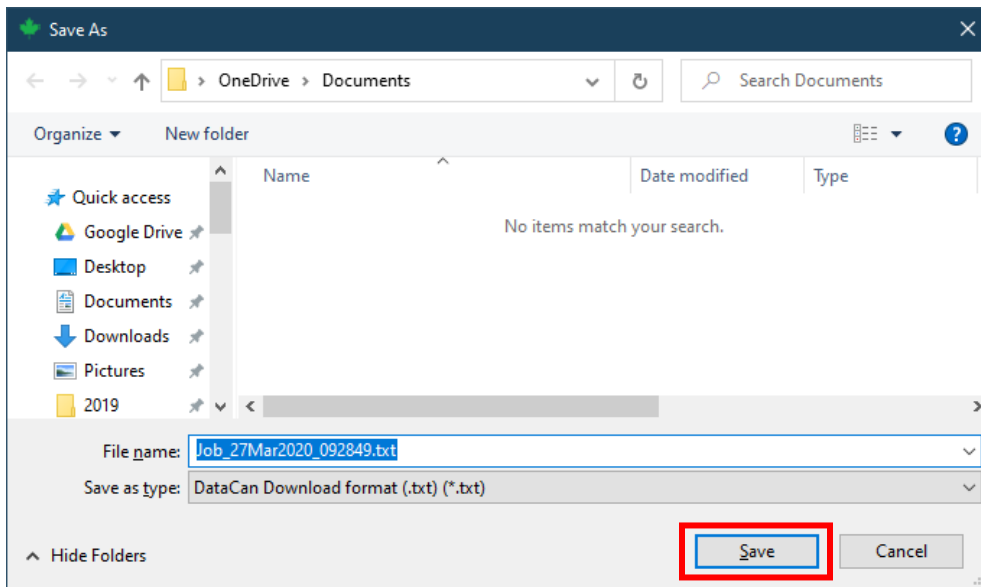 Save As
OneDrive > Documents
Search Documents
Organize
New folder
Name
Date modified
Type
Quick access
Google Drive
Desktop
Documents
Downloads
Pictures
2019
No items match your search.
File name: Job_27Mar2020_092849.txt
Save as type: DataCan Download format (.txt) (*.txt)
Hide Folders
Save
Cancel